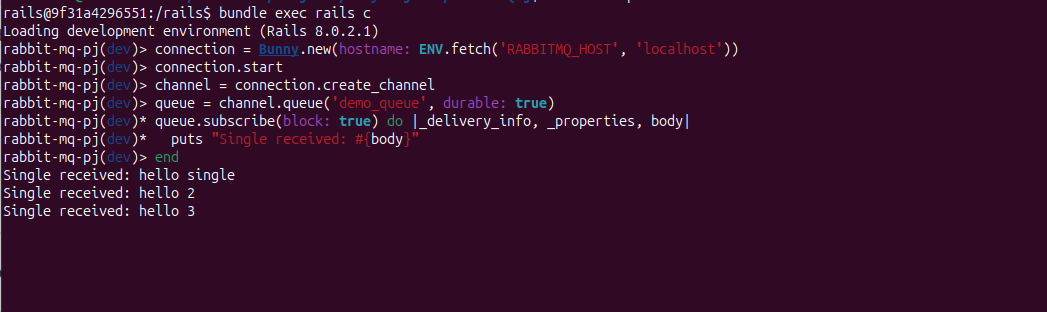 rails@9f31a4296551:/rails$ bundle exec rails c
Loading development environment (Rails 8.0.2.1)
rabbit-mq-pj(dev)> connection = Bunny.new(hostname: ENV.fetch('RABBITMQ_HOST', 'localhost'))
rabbit-mq-pj(dev)> connection.start
rabbit-mq-pj(dev)> channel = connection.create_channel
rabbit-mq-pj(dev)> queue = channel.queue('demo_queue', durable: true)
rabbit-mq-pj(dev)* queue.subscribe(block: true) do |_delivery_info, _properties, body|
rabbit-mq-pj(dev)*   puts "Single received: #{body}"
rabbit-mq-pj(dev)> end
Single received: hello single
Single received: hello 2
Single received: hello 3